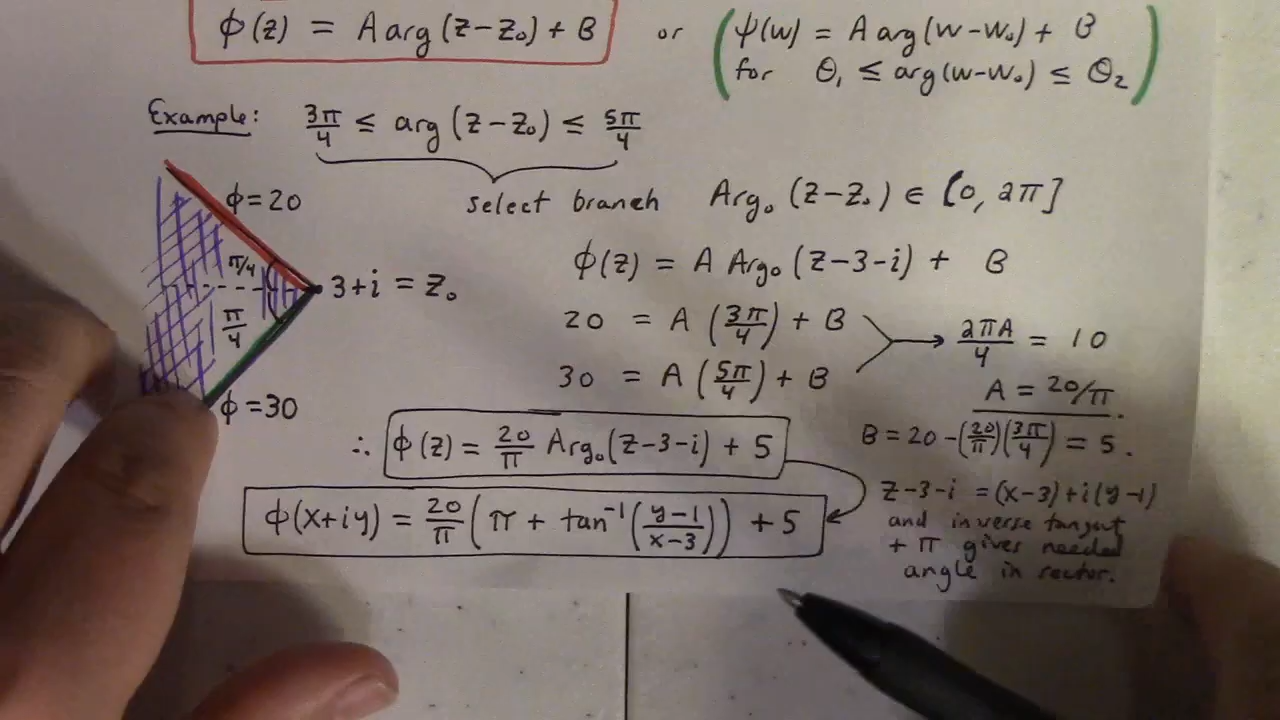 ϕ(z) = A arg(z-z₀) + B or (ψ(w) = A arg(w-w₀) + B
for θ₁ ≤ arg(w-w₀) ≤ θ₂)
Example: 3π/4 ≤ arg(z-z₀) ≤ 5π/4
select branch Arg₀(z-z₀) ∈ [0, 2π]
ϕ=20
π/4
3+i = z₀
π/4
ϕ=30
ϕ(z) = A Arg₀(z-3-i) + B
20 = A(3π/4) + B
30 = A(5π/4) + B
2πA/4 = 10
A = 20/π.
B = 20-(20/π)(3π/4) = 5.
∴ ϕ(z) = 20/π Arg₀(z-3-i) + 5
ϕ(x+iy) = 20/π (π + tan⁻¹((y-1)/(x-3))) + 5
z-3-i = (x-3)+i(y-1)
and inverse tangent
+ π gives needed
angle in sector.